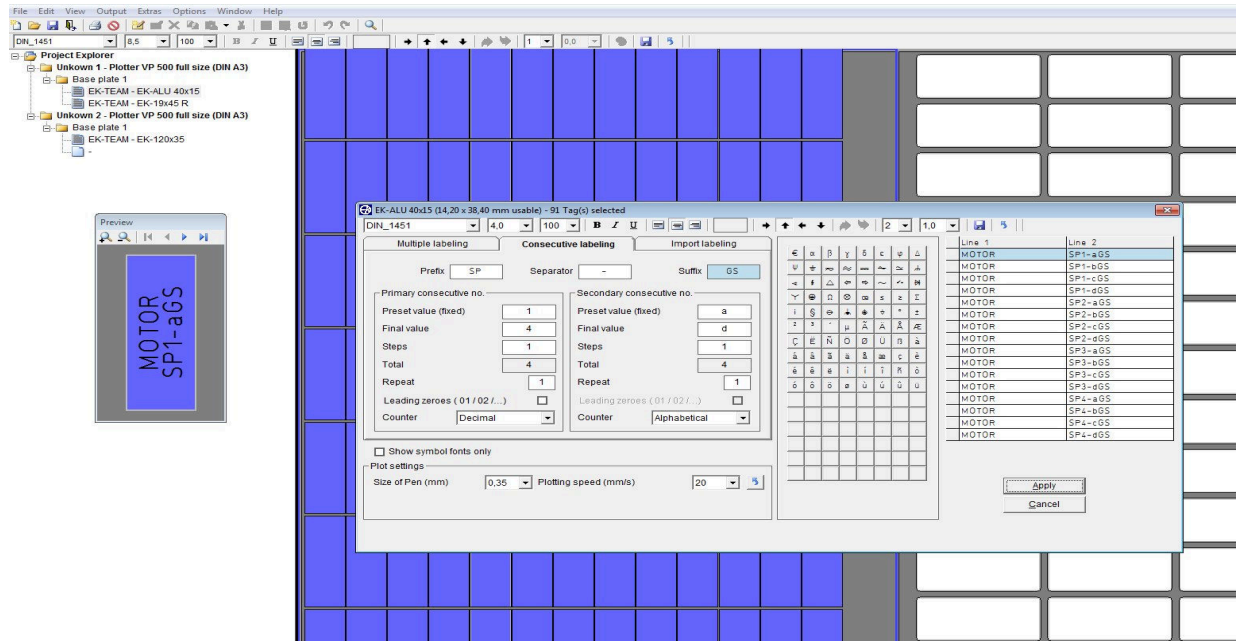 File Edit View Output Extras Options Window Help
DIN_1451 8,5 100 B I U 1 0,0
Project Explorer
Unkown 1 - Plotter VP 500 full size (DIN A3)
Base plate 1
EK-TEAM - EK-ALU 40x15
EK-TEAM - EK-19x45 R
Unkown 2 - Plotter VP 500 full size (DIN A3)
Base plate 1
EK-TEAM - EK-120x35
-
Preview
MOTOR
SP1-aGS
EK-ALU 40x15 (14,20 x 38,40 mm usable) - 91 Tag(s) selected
DIN_1451 4,0 100 B I U 2 1,0
Multiple labeling Consecutive labeling Import labeling
Prefix SP Separator - Suffix GS
Primary consecutive no.
Preset value (fixed) 1
Final value 4
Steps 1
Total 4
Repeat 1
Leading zeroes ( 01 / 02 /...)
Counter Decimal
Secondary consecutive no.
Preset value (fixed) a
Final value d
Steps 1
Total 4
Repeat 1
Leading zeroes ( 01 / 02 /...)
Counter Alphabetical
Show symbol fonts only
Plot settings
Size of Pen (mm) 0,35 Plotting speed (mm/s) 20
Line 1 Line 2
MOTOR SP1-aGS
MOTOR SP1-bGS
MOTOR SP1-cGS
MOTOR SP1-dGS
MOTOR SP2-aGS
MOTOR SP2-bGS
MOTOR SP2-cGS
MOTOR SP2-dGS
MOTOR SP3-aGS
MOTOR SP3-bGS
MOTOR SP3-cGS
MOTOR SP3-dGS
MOTOR SP4-aGS
MOTOR SP4-bGS
MOTOR SP4-cGS
MOTOR SP4-dGS
Apply
Cancel